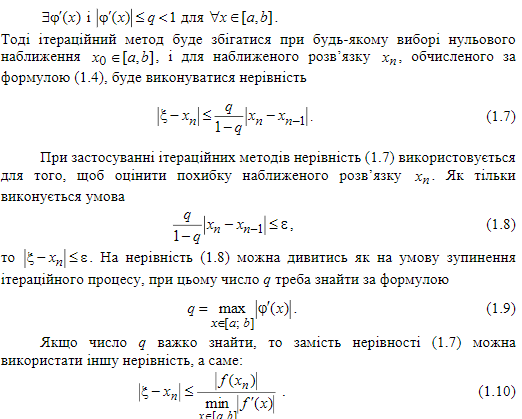 ∃φ′(x) і |φ′(x)| ≤ q < 1 для ∀x ∈ [a, b].
Тоді ітераційний метод буде збігатися при будь-якому виборі нульового
наближення x₀ ∈ [a, b], і для наближеного розв’язку xₙ, обчисленого за
формулою (1.4), буде виконуватися нерівність
|ξ − xₙ| ≤ q/(1 − q) |xₙ − xₙ₋₁|. (1.7)
При застосуванні ітераційних методів нерівність (1.7) використовується
для того, щоб оцінити похибку наближеного розв’язку xₙ. Як тільки
виконується умова
q/(1 − q) |xₙ − xₙ₋₁| ≤ ε, (1.8)
то |ξ − xₙ| ≤ ε. На нерівність (1.8) можна дивитись як на умову зупинення
ітераційного процесу, при цьому число q треба знайти за формулою
q = max x∈[a; b] |φ′(x)|. (1.9)
Якщо число q важко знайти, то замість нерівності (1.7) можна
використати іншу нерівність, а саме:
|ξ − xₙ| ≤ |f(xₙ)| / min x∈[a,b] |f′(x)| . (1.10)